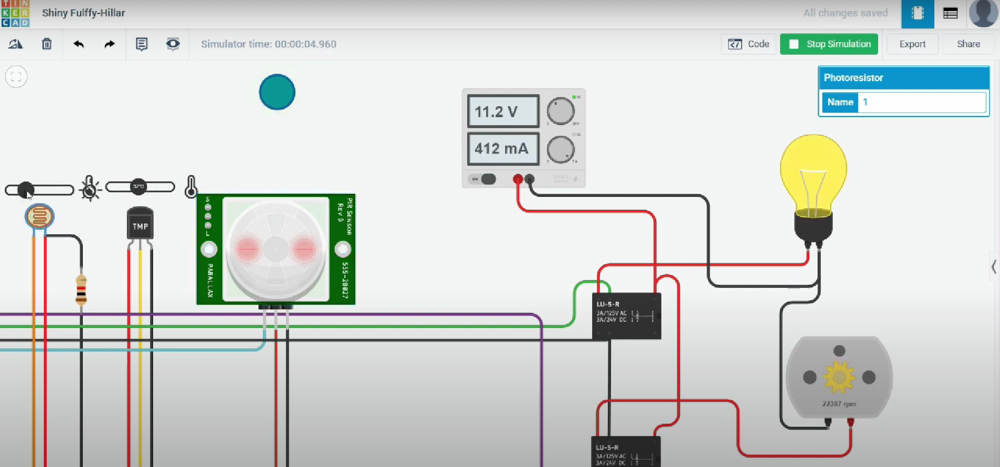 TIN
KER
CAD
Shiny Fulffy-Hillar
All changes saved
Simulator time: 00:00:04.960
Code
Stop Simulation
Export
Share
Photoresistor
Name 1
11.2 V
412 mA
ON
37°C
TMP
PIR SENSOR
REV B
PARALLAX
555-28027
LU-5-R
3A/125V AC
3A/24V DC
22387 rpm
LU-5-R
3A/125V AC
3A/24V DC